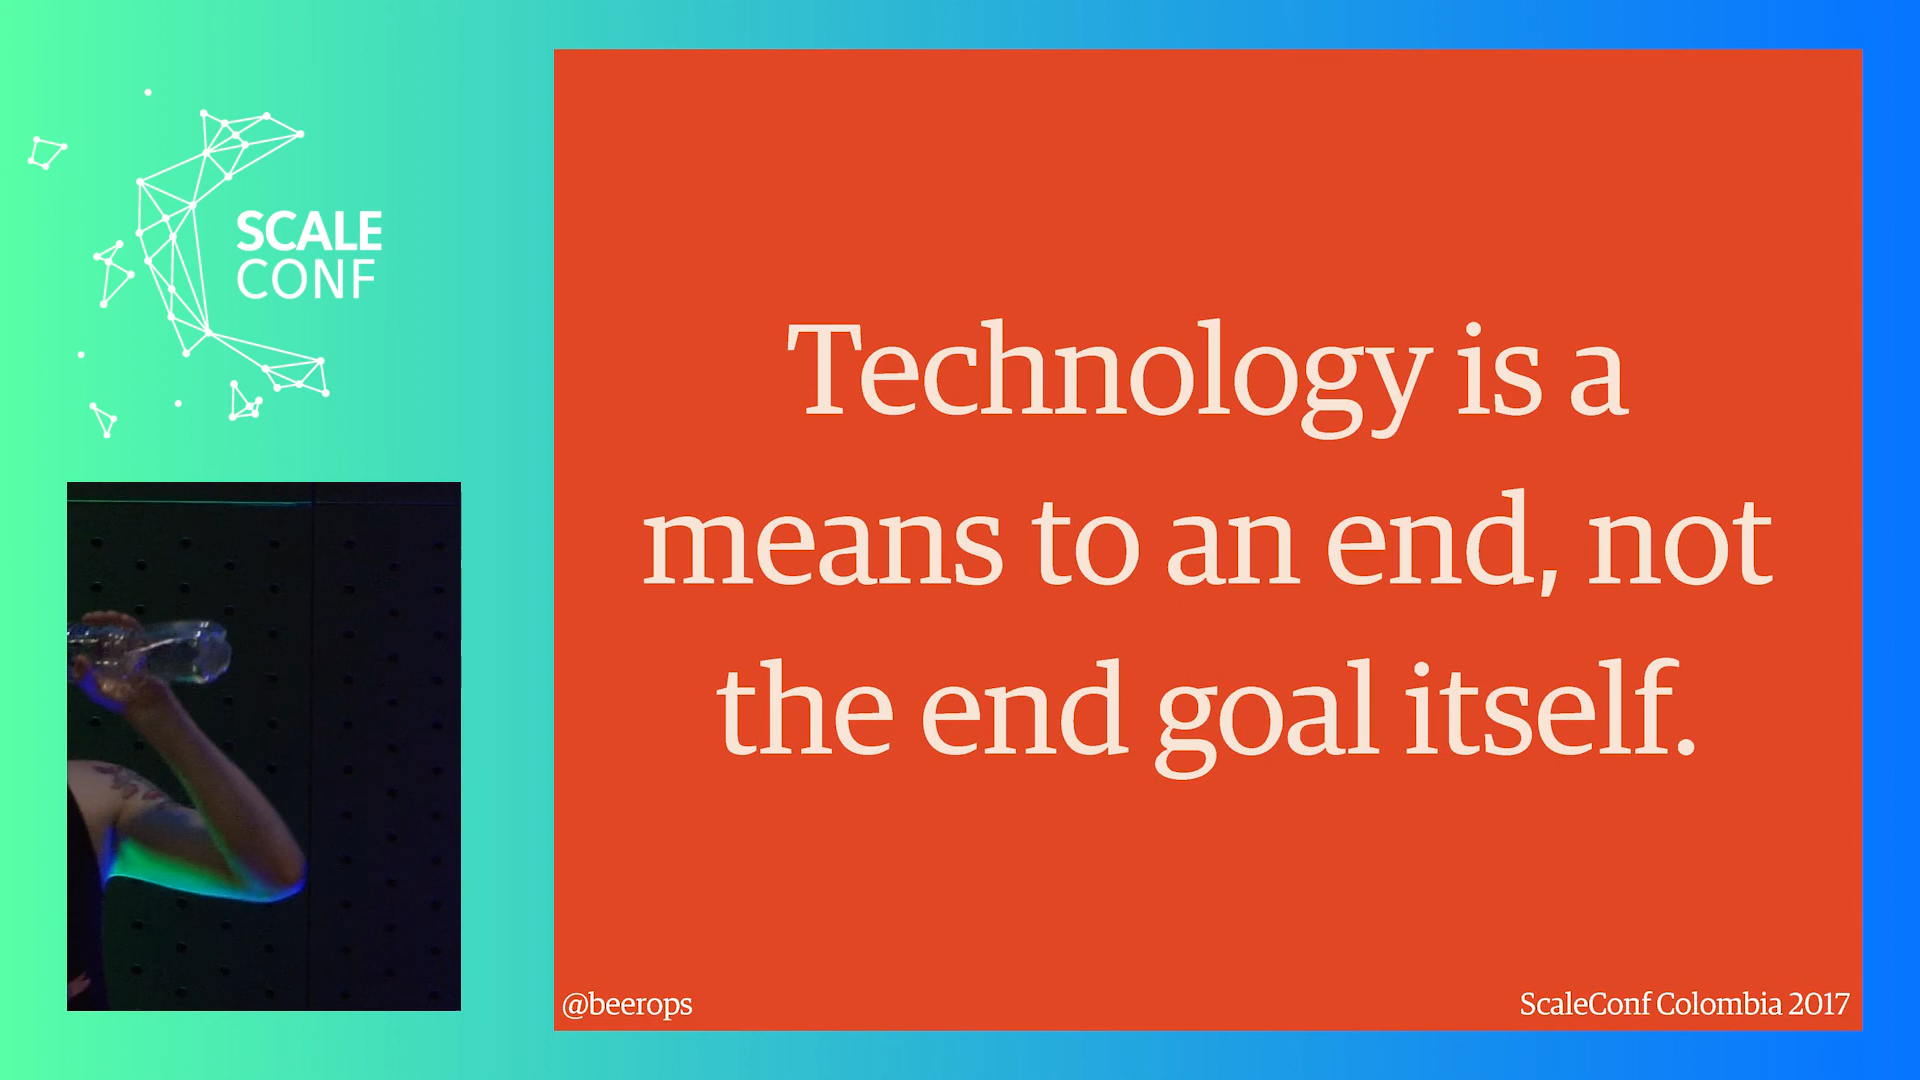 SCALE
CONF
Technology is a
means to an end, not
the end goal itself.
@beerops
ScaleConf Colombia 2017